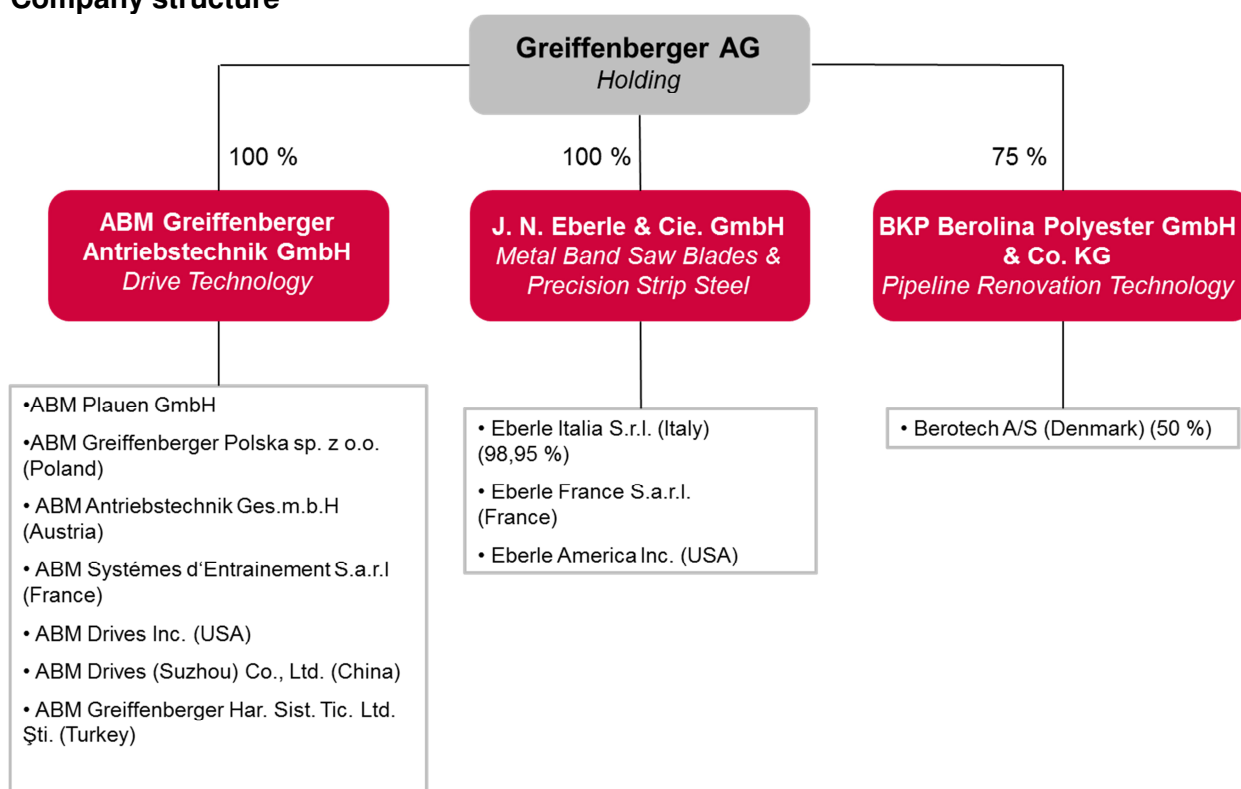 Company structure
Greiffenberger AG
Holding
100 %
100 %
75 %
ABM Greiffenberger
Antriebstechnik GmbH
Drive Technology
J. N. Eberle & Cie. GmbH
Metal Band Saw Blades &
Precision Strip Steel
BKP Berolina Polyester GmbH
& Co. KG
Pipeline Renovation Technology
•ABM Plauen GmbH
•ABM Greiffenberger Polska sp. z o.o.
(Poland)
• ABM Antriebstechnik Ges.m.b.H
(Austria)
• ABM Systémes d‘Entrainement S.a.r.l
(France)
• ABM Drives Inc. (USA)
• ABM Drives (Suzhou) Co., Ltd. (China)
• ABM Greiffenberger Har. Sist. Tic. Ltd.
Şti. (Turkey)
• Eberle Italia S.r.l. (Italy)
(98,95 %)
• Eberle France S.a.r.l.
(France)
• Eberle America Inc. (USA)
• Berotech A/S (Denmark) (50 %)